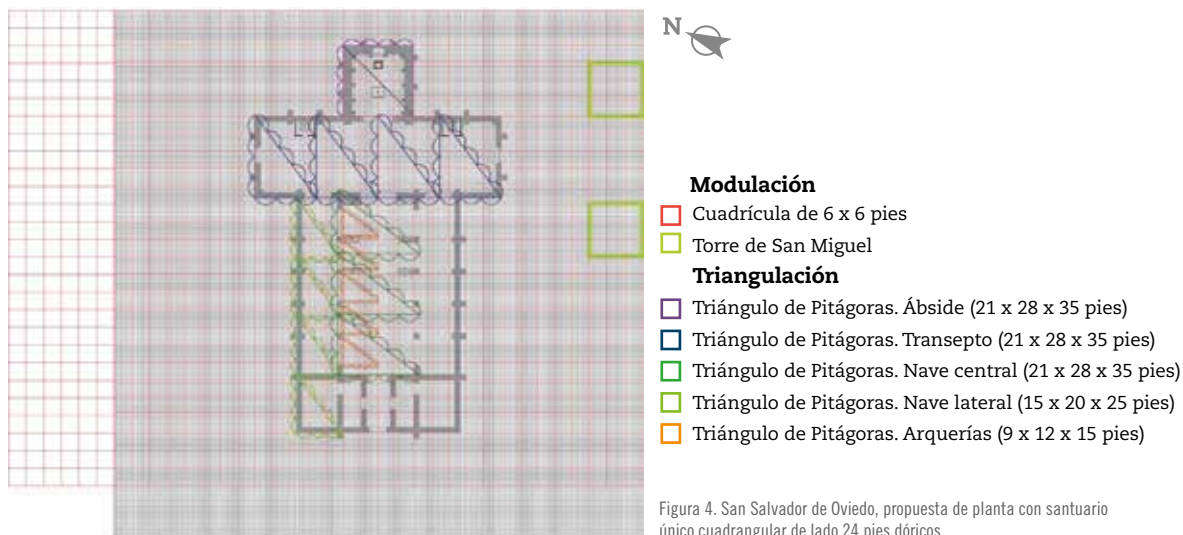 N
Modulación
Cuadrícula de 6 x 6 pies
Torre de San Miguel
Triangulación
Triángulo de Pitágoras. Ábside (21 x 28 x 35 pies)
Triángulo de Pitágoras. Transepto (21 x 28 x 35 pies)
Triángulo de Pitágoras. Nave central (21 x 28 x 35 pies)
Triángulo de Pitágoras. Nave lateral (15 x 20 x 25 pies)
Triángulo de Pitágoras. Arquerías (9 x 12 x 15 pies)
Figura 4. San Salvador de Oviedo, propuesta de planta con santuario
único cuadrangular de lado 24 pies dóricos